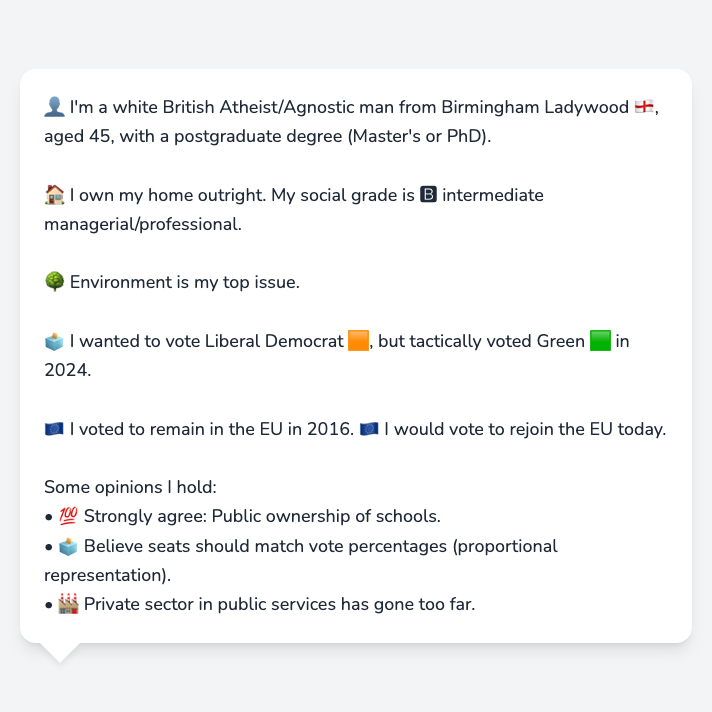 👤 I'm a white British Atheist/Agnostic man from Birmingham Ladywood 🏴󠁧󠁢󠁥󠁮󠁧󠁿,
aged 45, with a postgraduate degree (Master's or PhD).
🏠 I own my home outright. My social grade is 🅱 intermediate
managerial/professional.
🌳 Environment is my top issue.
🗳️ I wanted to vote Liberal Democrat 🟧, but tactically voted Green 🟩 in
2024.
🇪🇺 I voted to remain in the EU in 2016. 🇪🇺 I would vote to rejoin the EU today.
Some opinions I hold:
• 💯 Strongly agree: Public ownership of schools.
• 🗳️ Believe seats should match vote percentages (proportional
representation).
• 🏭 Private sector in public services has gone too far.